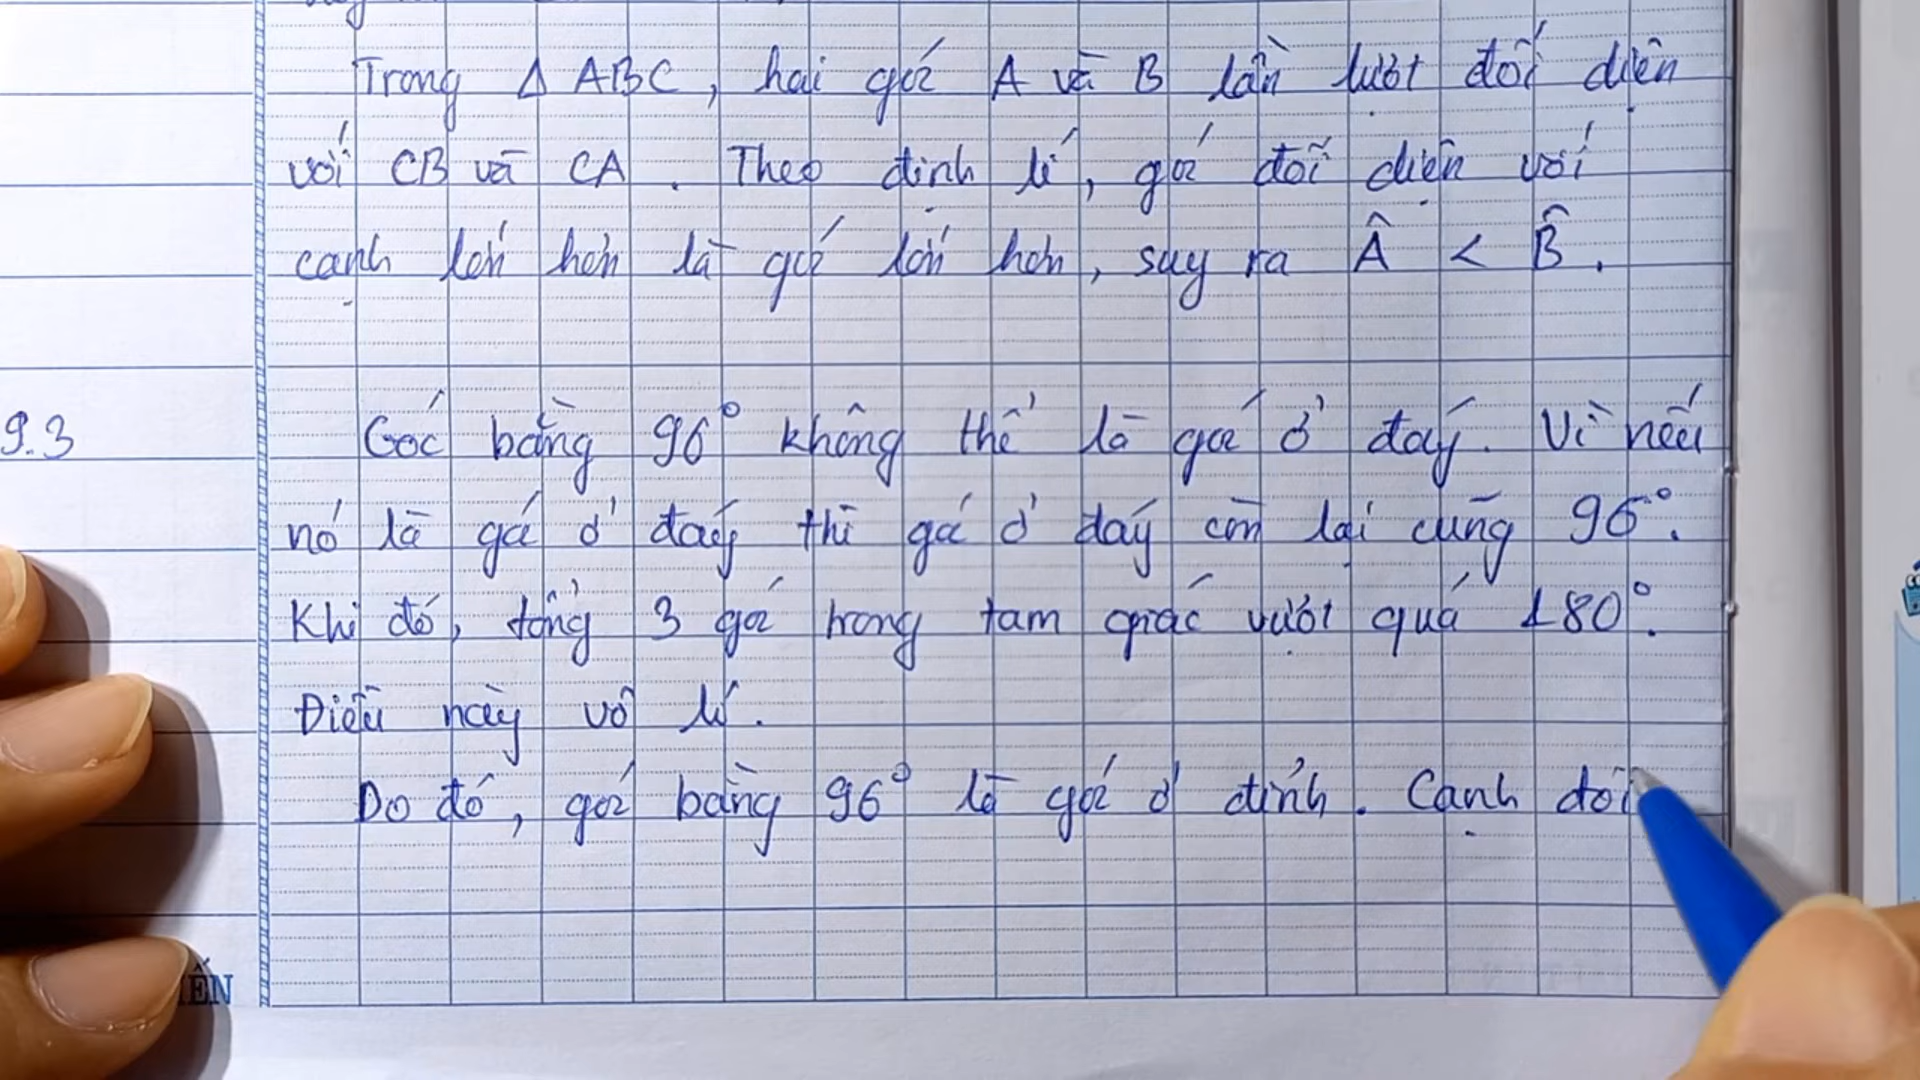 Trong Δ ABC, hai góc A và B lần lượt đối diện
với CB và CA. Theo định lí, góc đối diện với
cạnh lớn hơn là góc lớn hơn, suy ra Â < B̂.
9.3 Góc bằng 96° không thể là góc ở đáy. Vì nếu
nó là góc ở đáy thì góc ở đáy còn lại cũng 96°.
Khi đó, tổng 3 góc trong tam giác vượt quá 180°.
Điều này vô lí.
Do đó, góc bằng 96° là góc ở đỉnh. Cạnh đối
ẾN